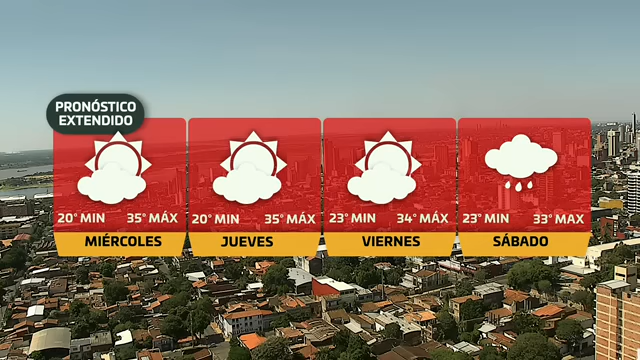 PRONÓSTICO
EXTENDIDO
20° MIN 35° MÁX
MIÉRCOLES
20° MIN 35° MÁX
JUEVES
23° MIN 34° MÁX
VIERNES
23° MIN 33° MAX
SÁBADO